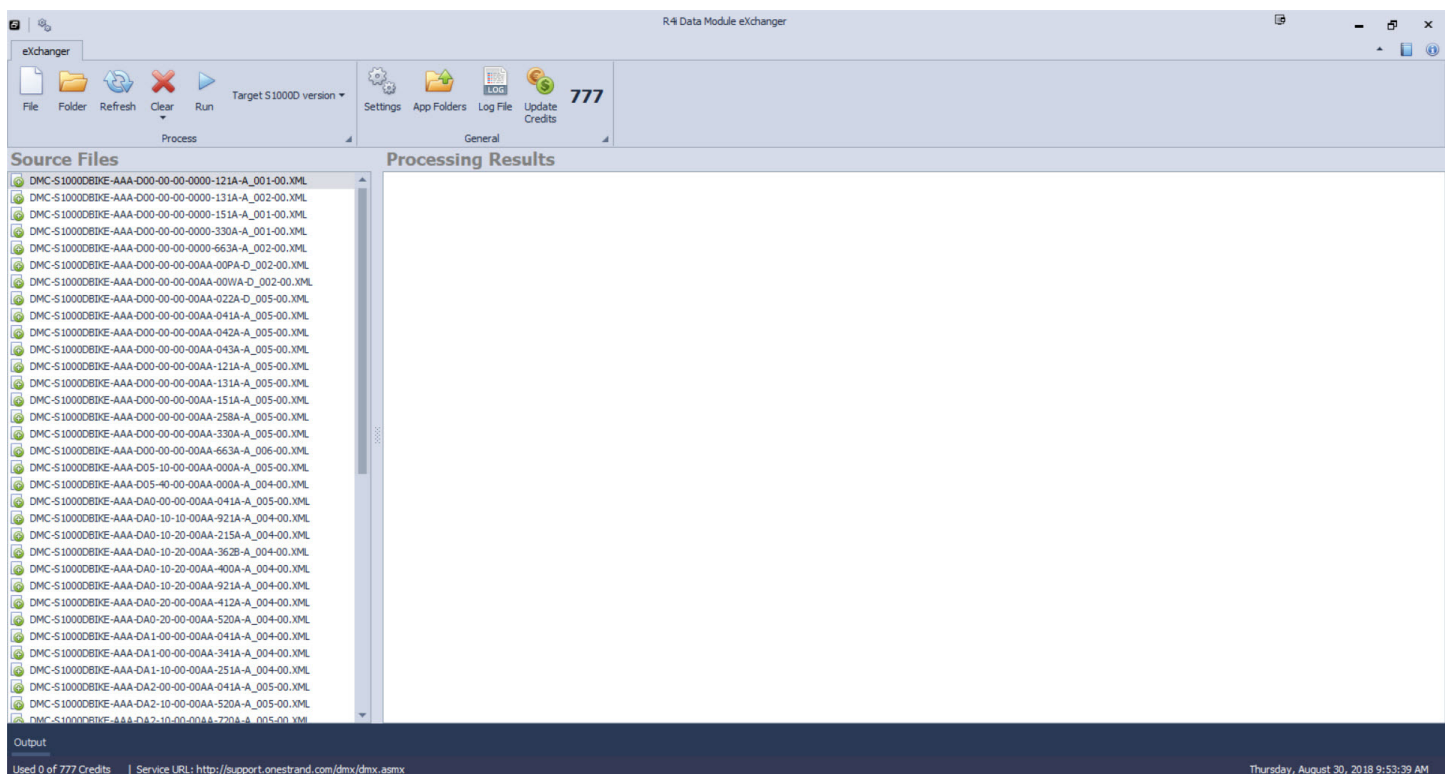 R4i Data Module eXchanger
eXchanger
File
Folder
Refresh
Clear
Run
Target S1000D version
Settings
App Folders
LOG
Log File
Update
Credits
777
Process
General
Source Files
Processing Results
DMC-S1000DBIKE-AAA-D00-00-00-0000-121A-A_001-00.XML
DMC-S1000DBIKE-AAA-D00-00-00-0000-131A-A_002-00.XML
DMC-S1000DBIKE-AAA-D00-00-00-0000-151A-A_001-00.XML
DMC-S1000DBIKE-AAA-D00-00-00-0000-330A-A_001-00.XML
DMC-S1000DBIKE-AAA-D00-00-00-0000-663A-A_002-00.XML
DMC-S1000DBIKE-AAA-D00-00-00-00AA-00PA-D_002-00.XML
DMC-S1000DBIKE-AAA-D00-00-00-00AA-00WA-D_002-00.XML
DMC-S1000DBIKE-AAA-D00-00-00-00AA-022A-D_005-00.XML
DMC-S1000DBIKE-AAA-D00-00-00-00AA-041A-A_005-00.XML
DMC-S1000DBIKE-AAA-D00-00-00-00AA-042A-A_005-00.XML
DMC-S1000DBIKE-AAA-D00-00-00-00AA-043A-A_005-00.XML
DMC-S1000DBIKE-AAA-D00-00-00-00AA-121A-A_005-00.XML
DMC-S1000DBIKE-AAA-D00-00-00-00AA-131A-A_005-00.XML
DMC-S1000DBIKE-AAA-D00-00-00-00AA-151A-A_005-00.XML
DMC-S1000DBIKE-AAA-D00-00-00-00AA-258A-A_005-00.XML
DMC-S1000DBIKE-AAA-D00-00-00-00AA-330A-A_005-00.XML
DMC-S1000DBIKE-AAA-D00-00-00-00AA-663A-A_006-00.XML
DMC-S1000DBIKE-AAA-D05-10-00-00AA-000A-A_005-00.XML
DMC-S1000DBIKE-AAA-D05-40-00-00AA-000A-A_004-00.XML
DMC-S1000DBIKE-AAA-DA0-00-00-00AA-041A-A_005-00.XML
DMC-S1000DBIKE-AAA-DA0-10-10-00AA-921A-A_004-00.XML
DMC-S1000DBIKE-AAA-DA0-10-20-00AA-215A-A_004-00.XML
DMC-S1000DBIKE-AAA-DA0-10-20-00AA-362B-A_004-00.XML
DMC-S1000DBIKE-AAA-DA0-10-20-00AA-400A-A_004-00.XML
DMC-S1000DBIKE-AAA-DA0-10-20-00AA-921A-A_004-00.XML
DMC-S1000DBIKE-AAA-DA0-20-00-00AA-412A-A_004-00.XML
DMC-S1000DBIKE-AAA-DA0-20-00-00AA-520A-A_004-00.XML
DMC-S1000DBIKE-AAA-DA1-00-00-00AA-041A-A_004-00.XML
DMC-S1000DBIKE-AAA-DA1-00-00-00AA-341A-A_004-00.XML
DMC-S1000DBIKE-AAA-DA1-10-00-00AA-251A-A_004-00.XML
DMC-S1000DBIKE-AAA-DA2-00-00-00AA-041A-A_005-00.XML
DMC-S1000DBIKE-AAA-DA2-10-00-00AA-520A-A_005-00.XML
DMC-S1000DBIKE-AAA-DA2-10-00-00AA-720A-A_005-00.XML
Output
Used 0 of 777 Credits | Service URL: http://support.onestrand.com/dmx/dmx.asmx
Thursday, August 30, 2018 9:53:39 AM